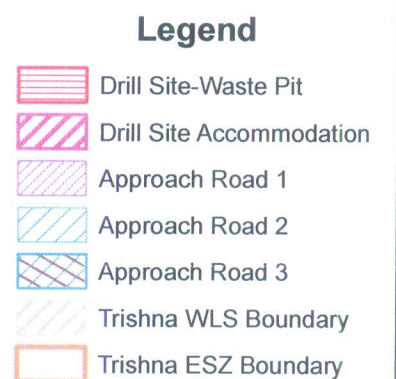 Legend
Drill Site-Waste Pit
Drill Site Accommodation
Approach Road 1
Approach Road 2
Approach Road 3
Trishna WLS Boundary
Trishna ESZ Boundary